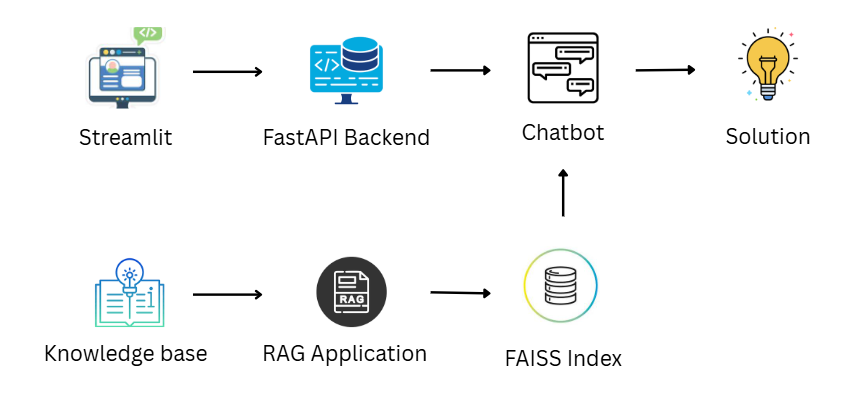 </>
</>
Streamlit
FastAPI Backend
Chatbot
Solution
i
RAG
Knowledge base
RAG Application
FAISS Index